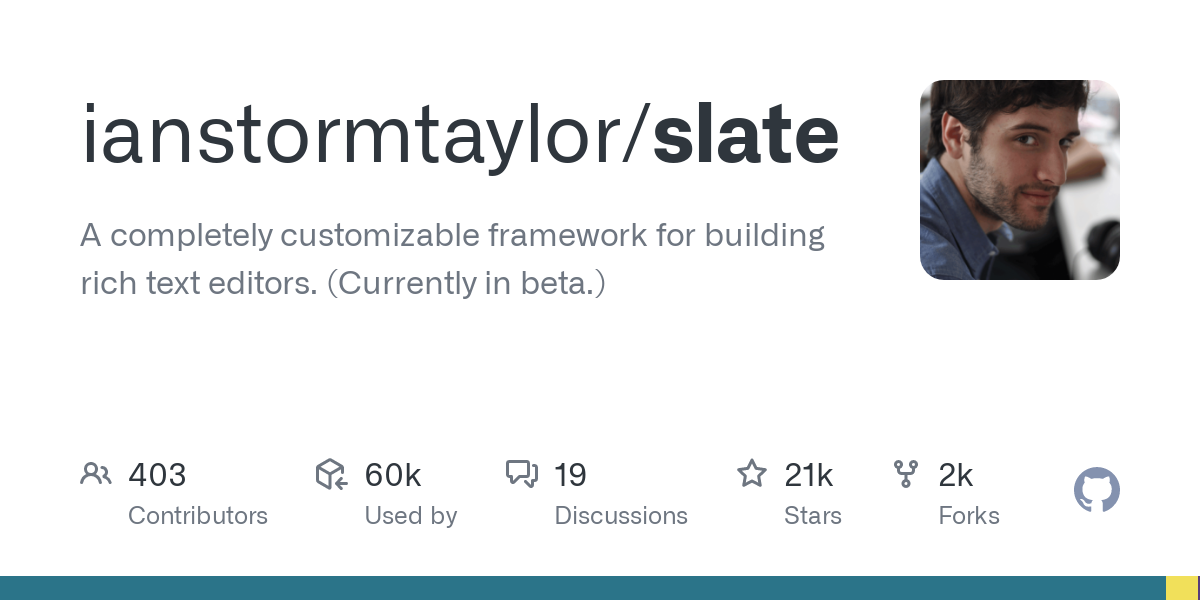 ianstormtaylor/slate
A completely customizable framework for building
rich text editors. (Currently in beta.)
403
Contributors
60k
Used by
19
Discussions
21k
Stars
2k
Forks